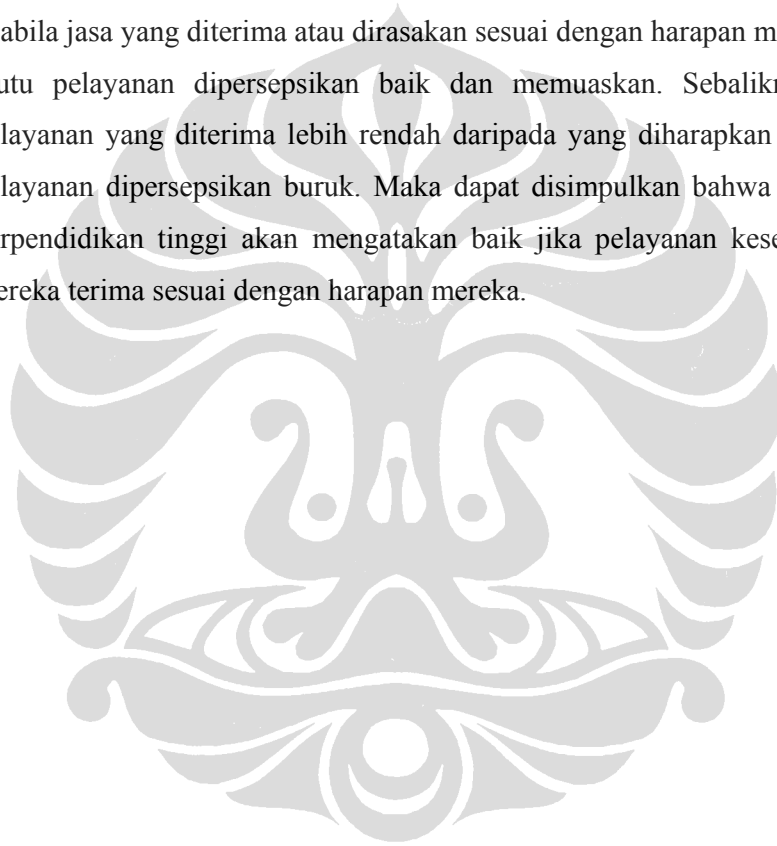 abila jasa yang diterima atau dirasakan sesuai dengan harapan m
utu pelayanan dipersepsikan baik dan memuaskan. Sebalikn
layanan yang diterima lebih rendah daripada yang diharapkan
layanan dipersepsikan buruk. Maka dapat disimpulkan bahwa
rpendidikan tinggi akan mengatakan baik jika pelayanan kese
ereka terima sesuai dengan harapan mereka.